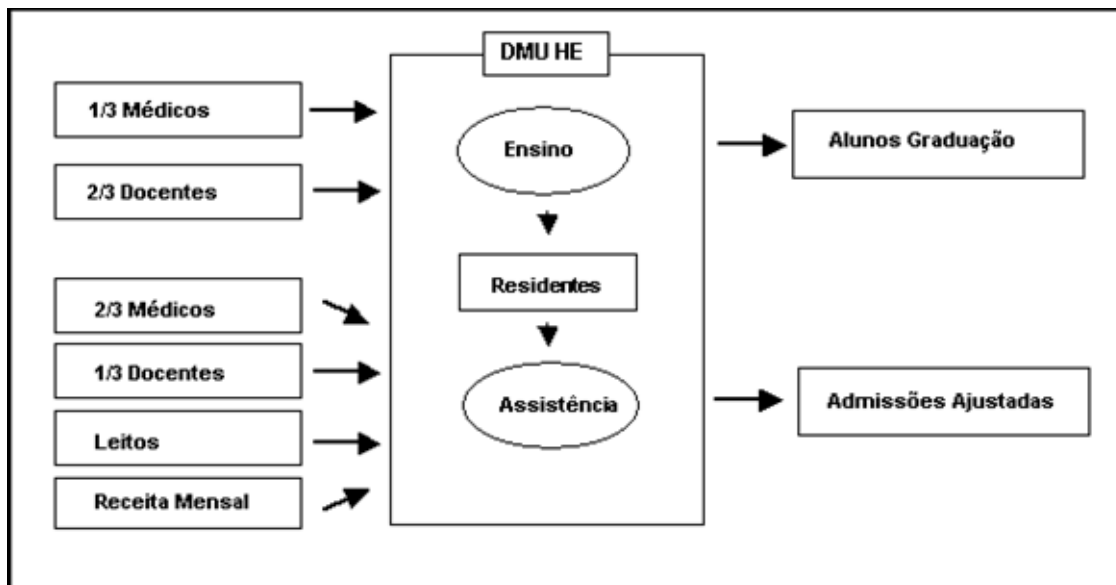 DMU HE
1/3 Médicos
2/3 Docentes
2/3 Médicos
1/3 Docentes
Leitos
Receita Mensal
Ensino
Residentes
Assistência
Alunos Graduação
Admissões Ajustadas